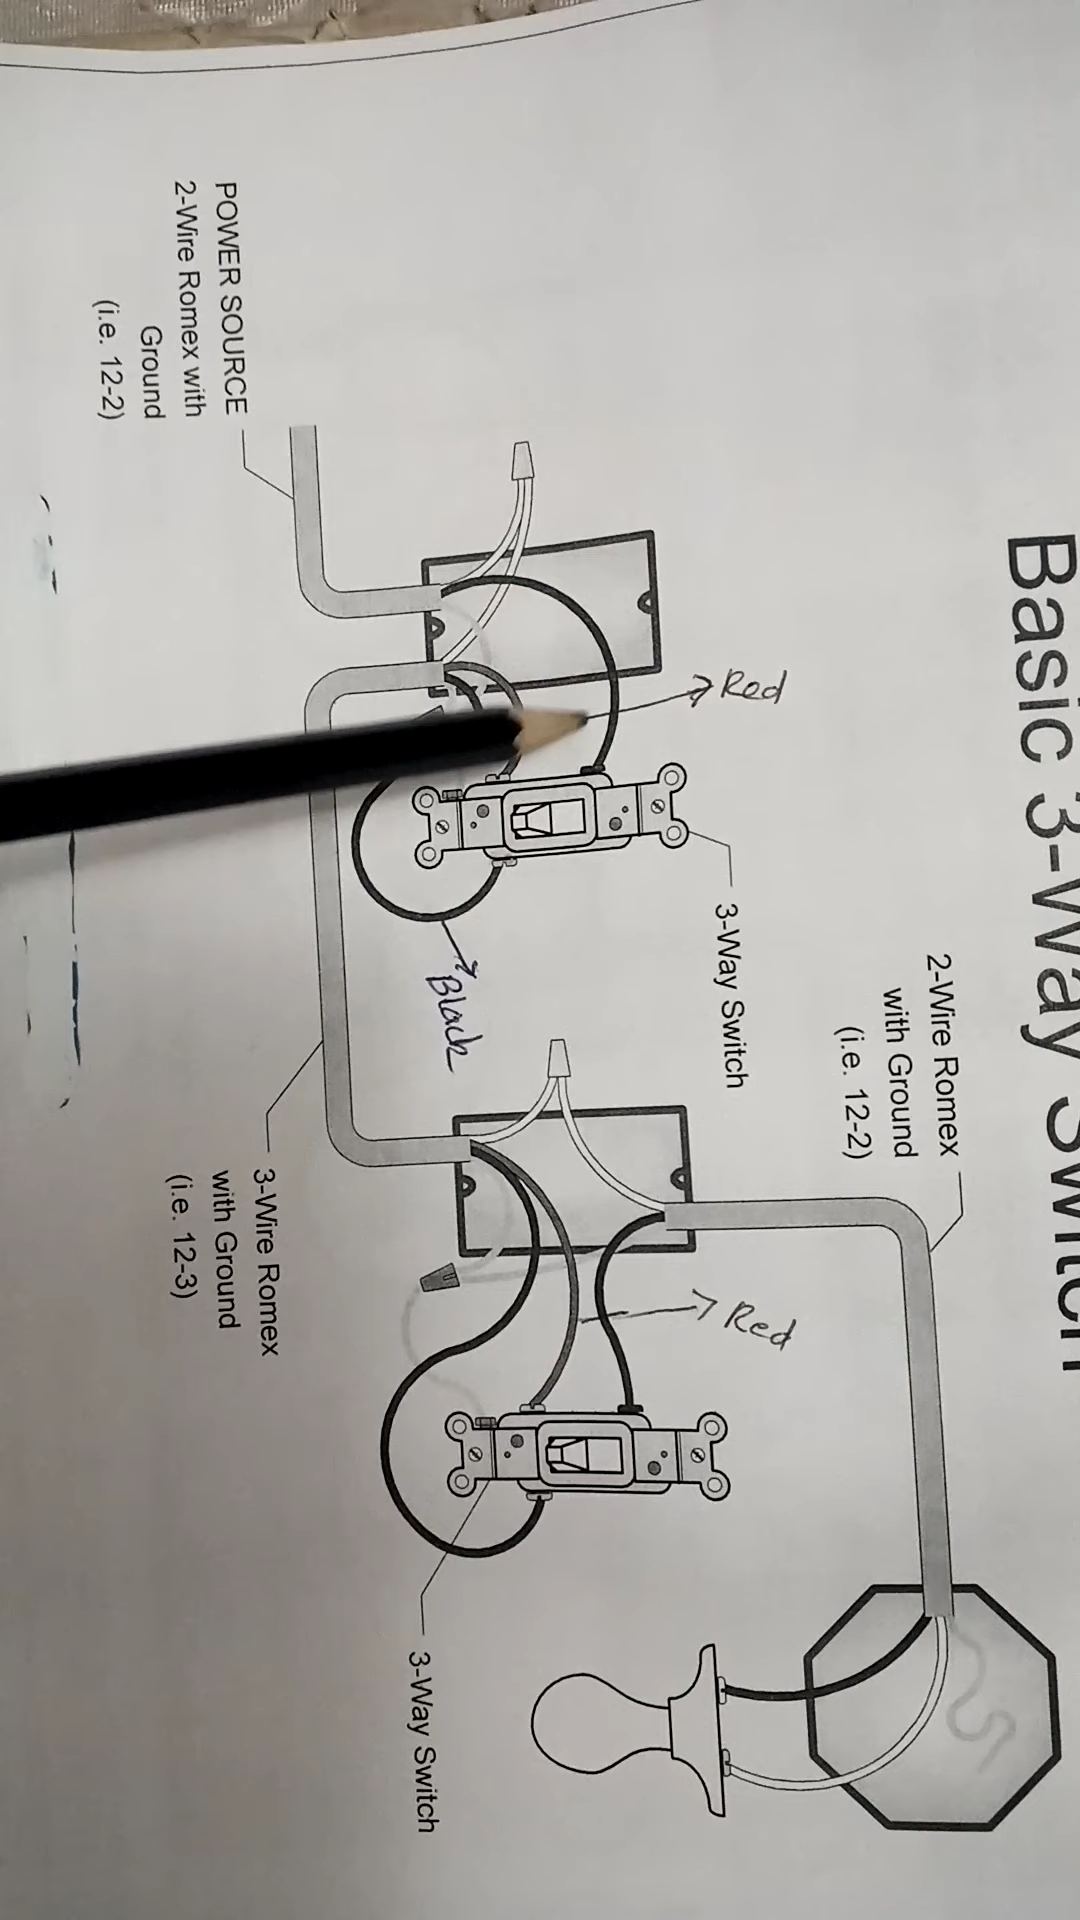 Basic 3-Way Switch
2-Wire Romex
with Ground
(i.e. 12-2)
POWER SOURCE
2-Wire Romex with
Ground
(i.e. 12-2)
Red
3-Way Switch
Black
3-Wire Romex
with Ground
(i.e. 12-3)
Red
3-Way Switch